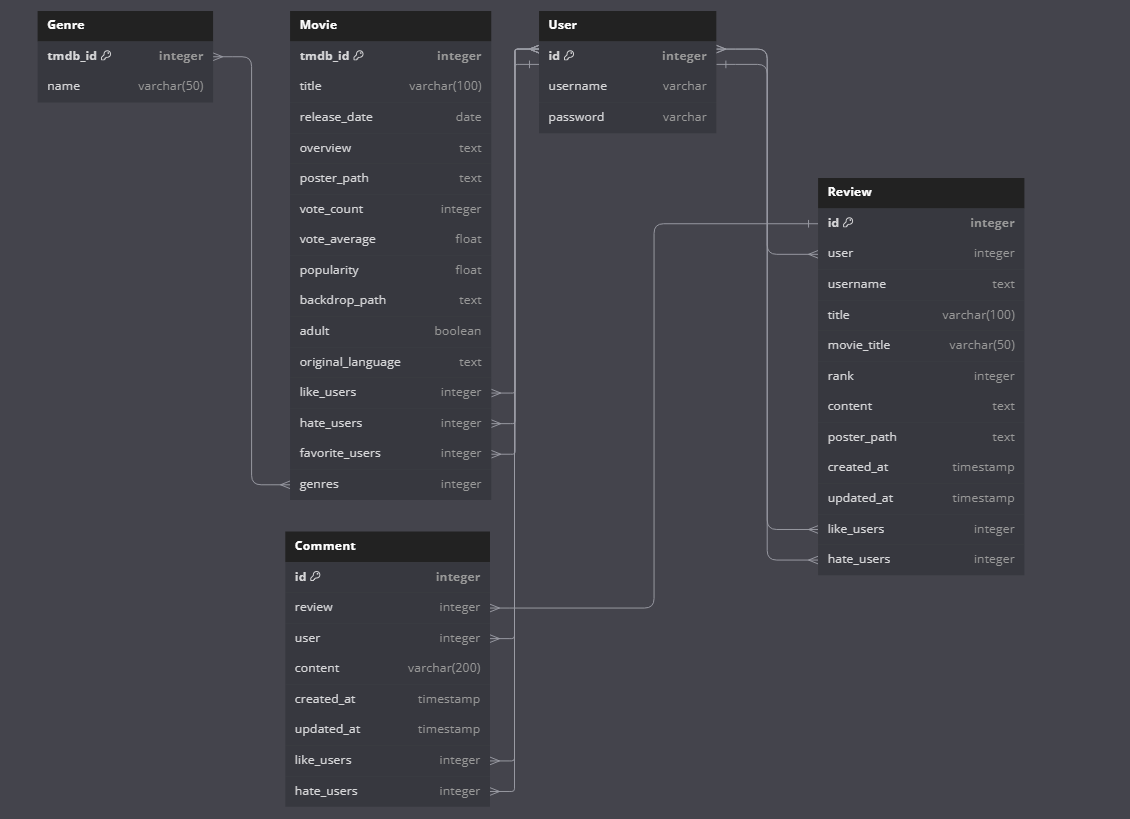 Genre
tmdb_id integer
name varchar(50)
Movie
tmdb_id integer
title varchar(100)
release_date date
overview text
poster_path text
vote_count integer
vote_average float
popularity float
backdrop_path text
adult boolean
original_language text
like_users integer
hate_users integer
favorite_users integer
genres integer
User
id integer
username varchar
password varchar
Review
id integer
user integer
username text
title varchar(100)
movie_title varchar(50)
rank integer
content text
poster_path text
created_at timestamp
updated_at timestamp
like_users integer
hate_users integer
Comment
id integer
review integer
user integer
content varchar(200)
created_at timestamp
updated_at timestamp
like_users integer
hate_users integer